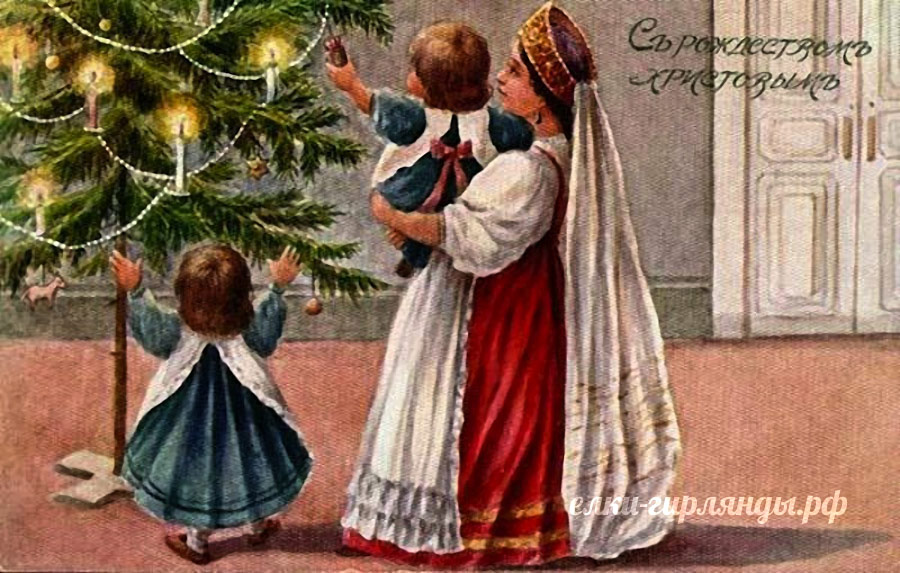 Съ рождествомъ
христовымъ
елки-гирлянды.рф